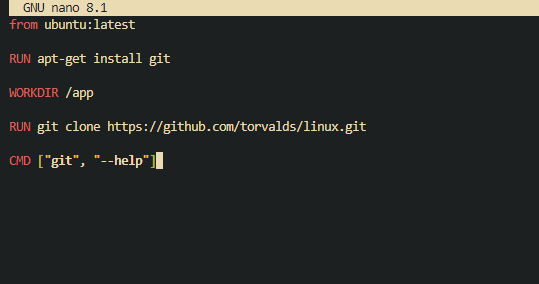 GNU nano 8.1
from ubuntu:latest
RUN apt-get install git
WORKDIR /app
RUN git clone https://github.com/torvalds/linux.git
CMD ["git", "--help"]